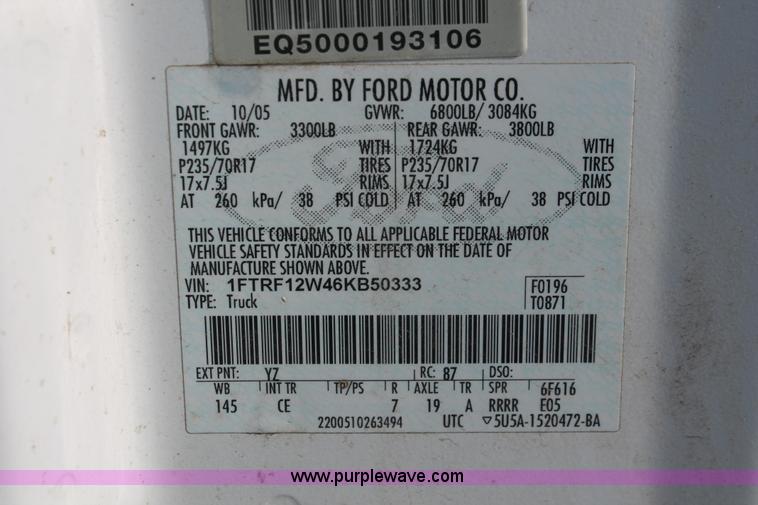 EQ5000193106
MFD. BY FORD MOTOR CO.
DATE: 10/05 GVWR: 6800LB/ 3084KG
FRONT GAWR: 3300LB REAR GAWR: 3800LB
1497KG WITH 1724KG WITH
P235/70R17 TIRES P235/70R17 TIRES
17x7.5J RIMS 17x7.5J RIMS
AT 260 kPa/ 38 PSI COLD AT 260 kPa/ 38 PSI COLD
Ford
THIS VEHICLE CONFORMS TO ALL APPLICABLE FEDERAL MOTOR
VEHICLE SAFETY STANDARDS IN EFFECT ON THE DATE OF
MANUFACTURE SHOWN ABOVE.
VIN: 1FTRF12W46KB50333 F0196
TYPE: Truck T0871
EXT PNT: YZ RC: 87 DSO:
WB INT TR TP/PS R AXLE TR SPR 6F616
145 CE 7 19 A RRRR E05
2200510263494 UTC ▽5U5A-1520472-BA
www.purplewave.com